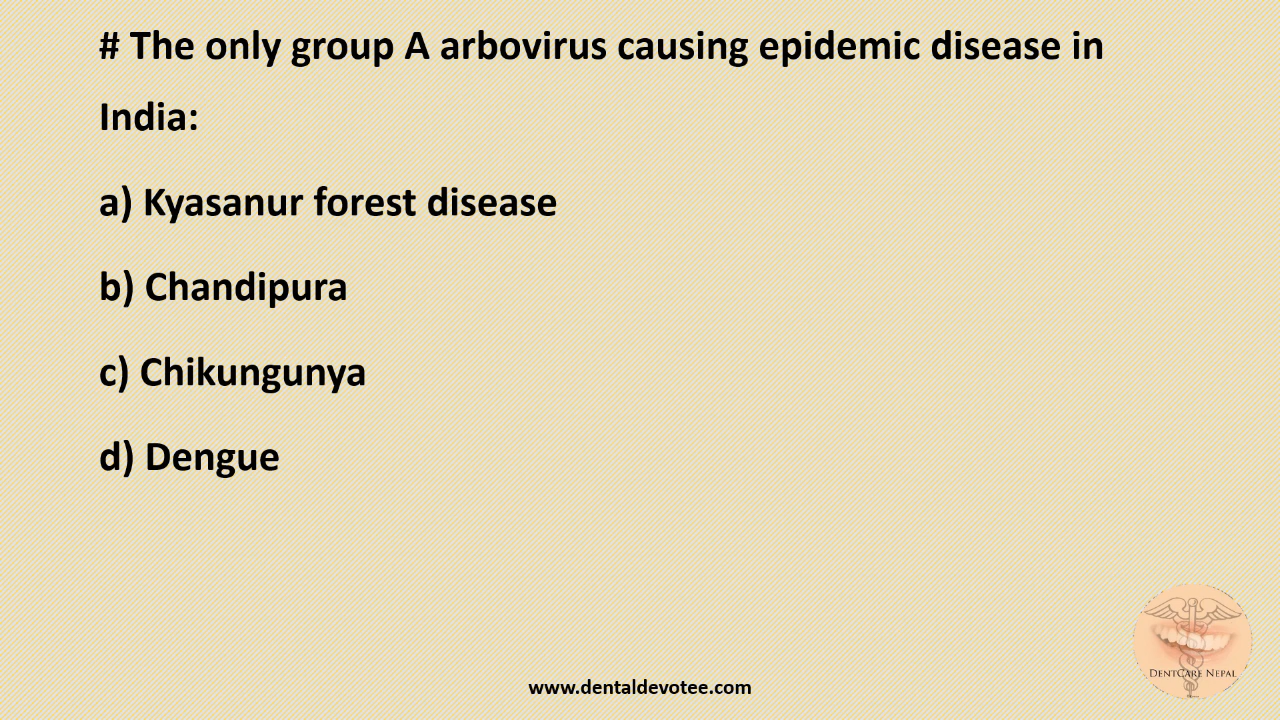 # The only group A arbovirus causing epidemic disease in
India:
a) Kyasanur forest disease
b) Chandipura
c) Chikungunya
d) Dengue
DentCare Nepal
www.dentaldevotee.com